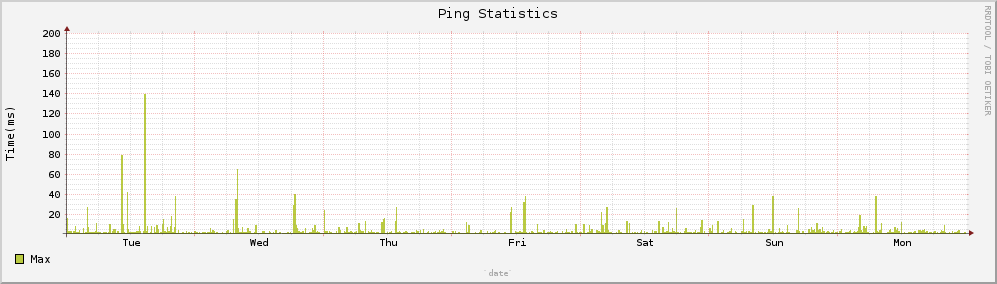 Ping Statistics
RRDTOOL / TOBI OETIKER
Time(ms)
200
180
160
140
120
100
80
60
40
20
Tue Wed Thu Fri Sat Sun Mon
Max
`date`